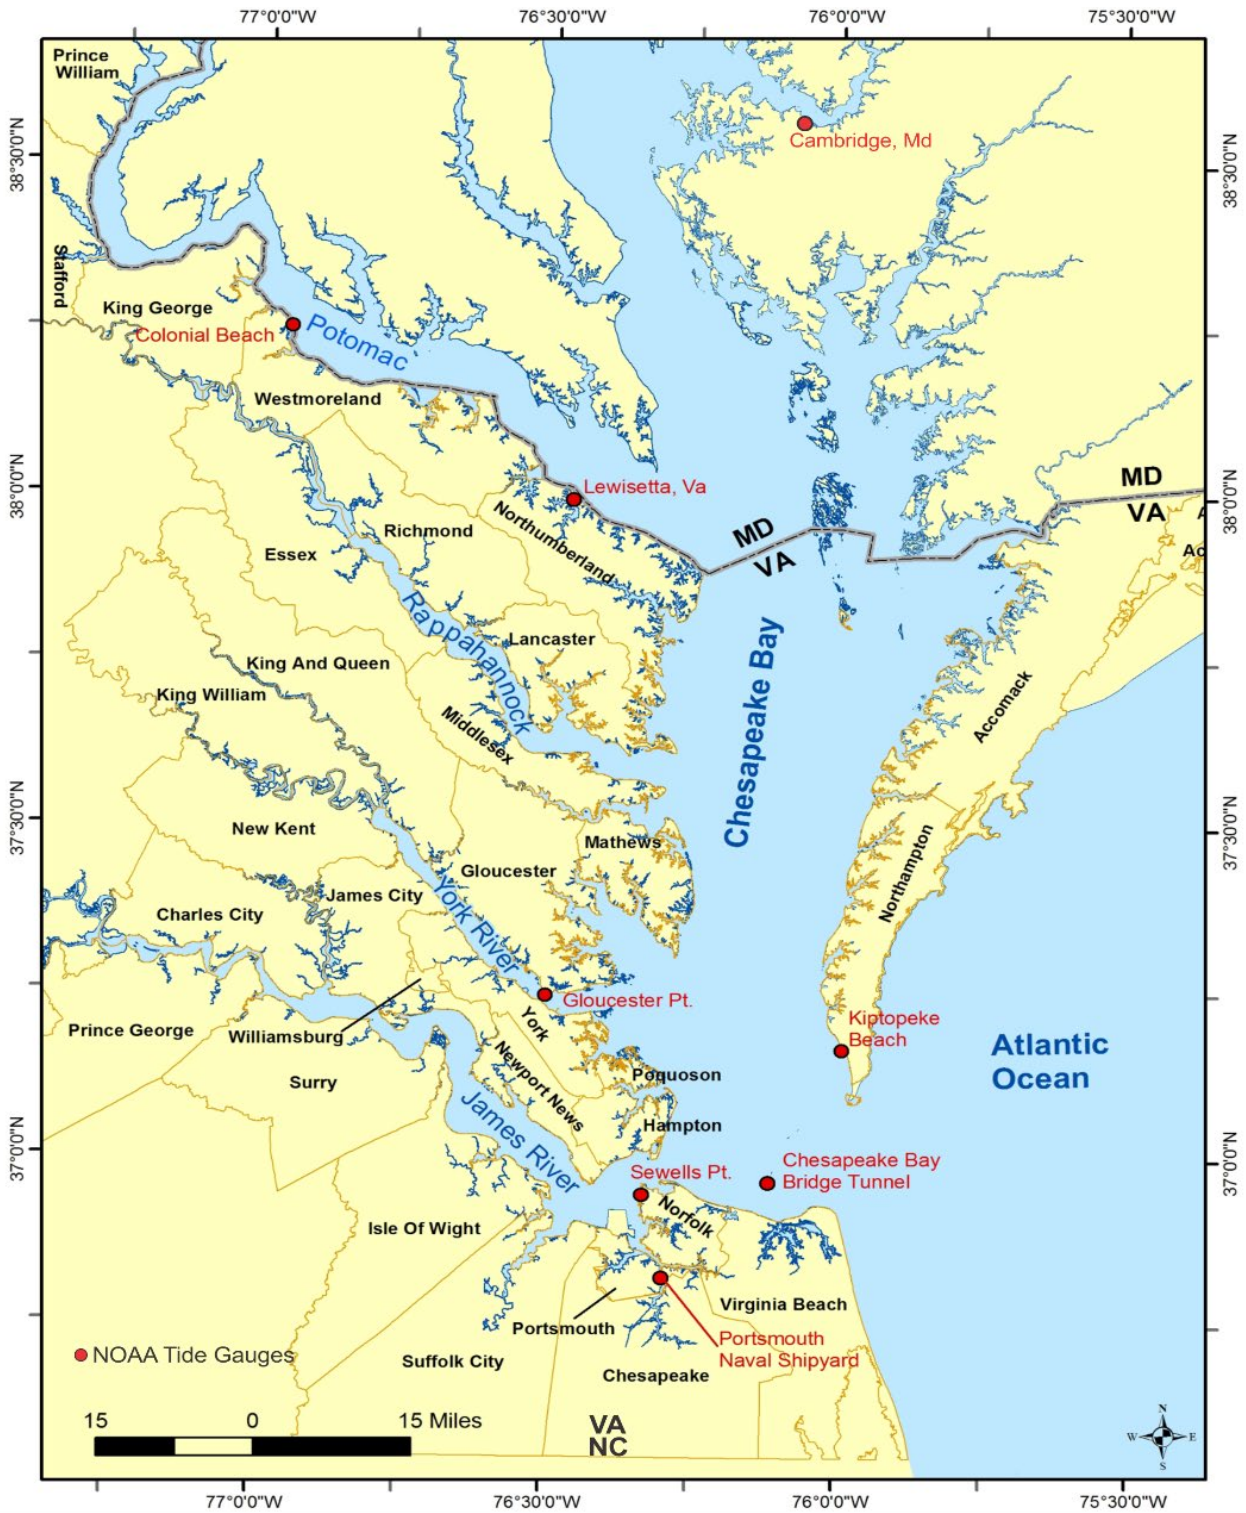 77°0'0"W
76°30'0"W
76°0'0"W
75°30'0"W
Prince
William
38°30'0"N
38°30'0"N
Cambridge, Md
Stafford
King George
Colonial Beach
Potomac
Westmoreland
38°0'0"N
38°0'0"N
Lewisetta, Va
MD
VA
MD
VA
A
Ac
Northumberland
Richmond
Essex
Rappahannock
Lancaster
Chesapeake Bay
King And Queen
King William
Middlesex
Accomack
37°30'0"N
37°30'0"N
New Kent
Mathews
Gloucester
Northampton
James City
Charles City
York River
Gloucester Pt.
Kiptopeke
Beach
Prince George
Williamsburg
York
Atlantic
Ocean
Surry
Newport News
Poquoson
James River
Hampton
37°0'0"N
37°0'0"N
Sewells Pt.
Chesapeake Bay
Bridge Tunnel
Isle Of Wight
Norfolk
Virginia Beach
Portsmouth
Portsmouth
Naval Shipyard
NOAA Tide Gauges
Suffolk City
Chesapeake
15 0 15 Miles
VA
NC
N
W E
S
77°0'0"W
76°30'0"W
76°0'0"W
75°30'0"W